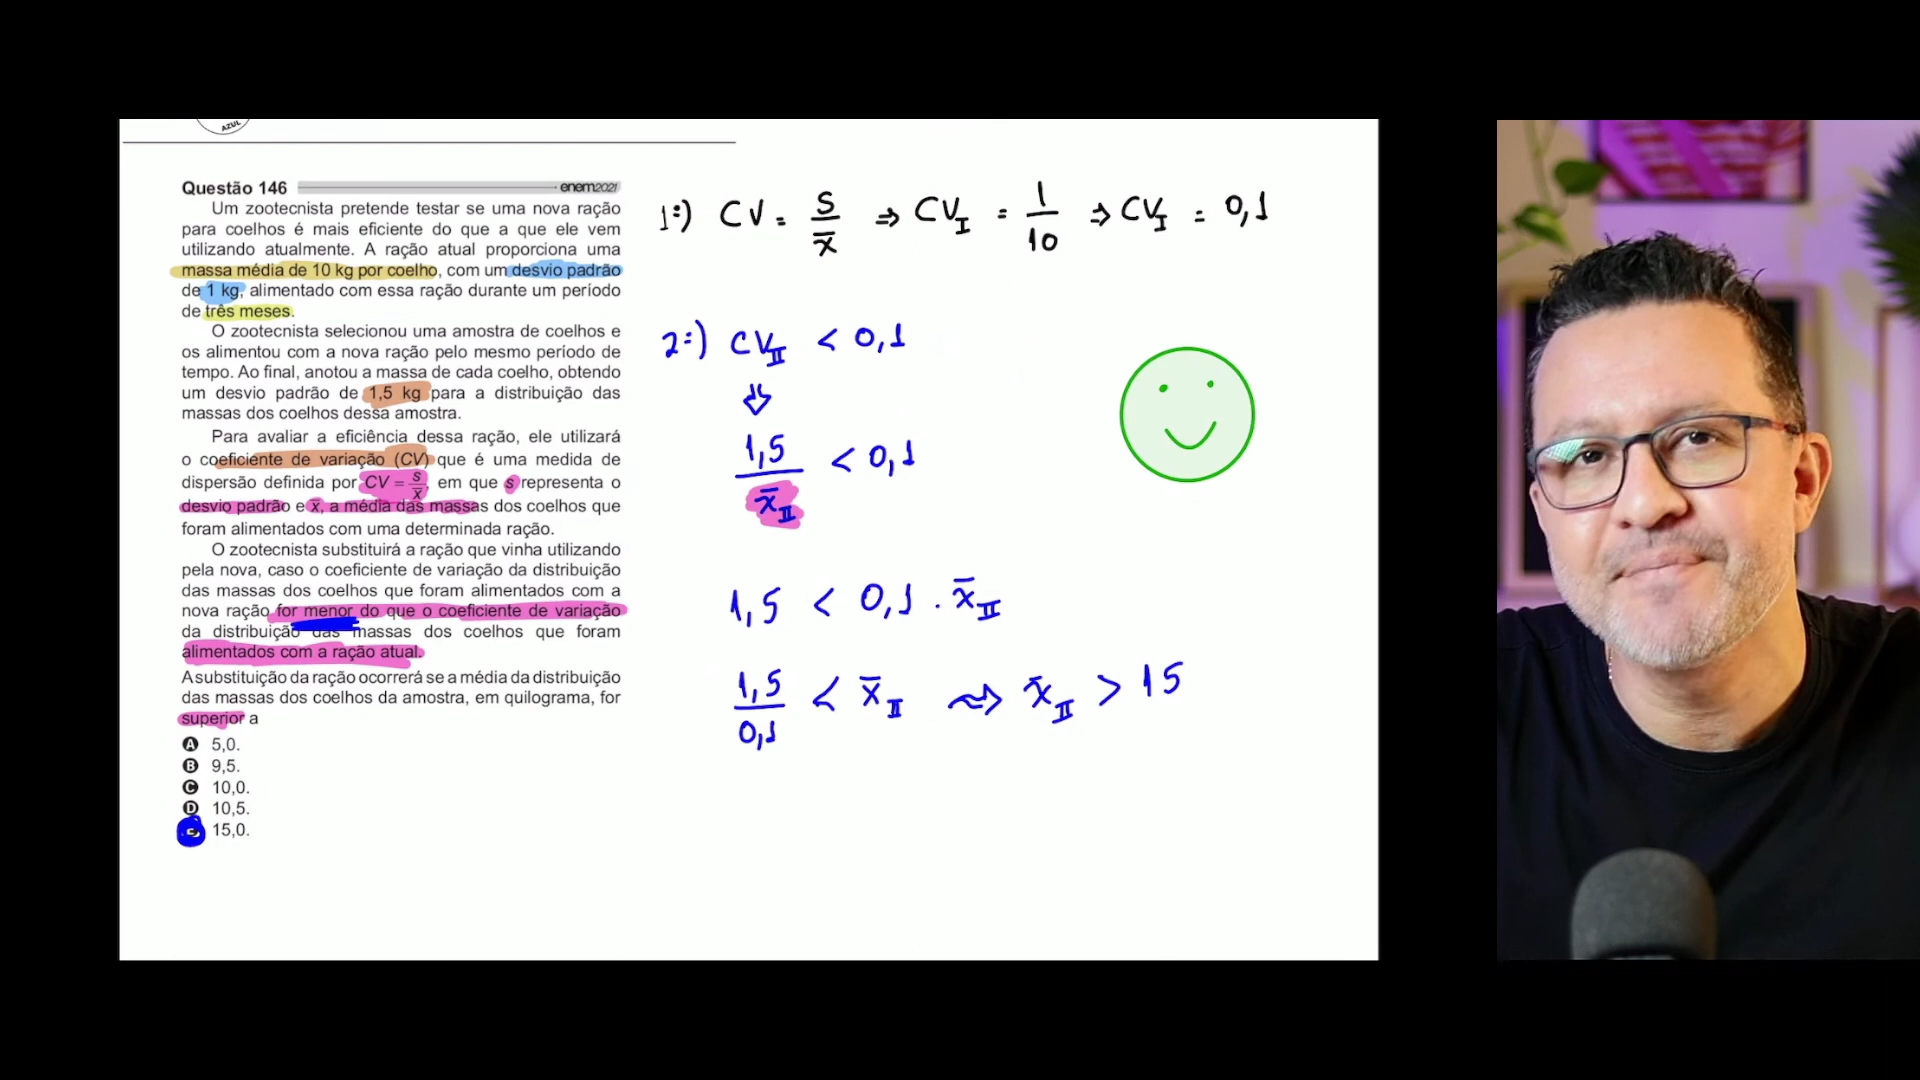 AZUL
Questão 146
enem2021
Um zootecnista pretende testar se uma nova ração
para coelhos é mais eficiente do que a que ele vem
utilizando atualmente. A ração atual proporciona uma
massa média de 10 kg por coelho, com um desvio padrão
de 1 kg, alimentado com essa ração durante um período
de três meses.
O zootecnista selecionou uma amostra de coelhos e
os alimentou com a nova ração pelo mesmo período de
tempo. Ao final, anotou a massa de cada coelho, obtendo
um desvio padrão de 1,5 kg para a distribuição das
massas dos coelhos dessa amostra.
Para avaliar a eficiência dessa ração, ele utilizará
o coeficiente de variação (CV) que é uma medida de
dispersão definida por CV = s/x̄, em que s representa o
desvio padrão e x̄, a média das massas dos coelhos que
foram alimentados com uma determinada ração.
O zootecnista substituirá a ração que vinha utilizando
pela nova, caso o coeficiente de variação da distribuição
das massas dos coelhos que foram alimentados com a
nova ração for menor do que o coeficiente de variação
da distribuição das massas dos coelhos que foram
alimentados com a ração atual.
A substituição da ração ocorrerá se a média da distribuição
das massas dos coelhos da amostra, em quilograma, for
superior a
A 5,0.
B 9,5.
C 10,0.
D 10,5.
15,0.
1º) CV = s/x̄ ⇒ CV_I = 1/10 ⇒ CV_I = 0,1
2º) CV_II < 0,1
⇓
1,5/x̄_II < 0,1
1,5 < 0,1 . x̄_II
1,5/0,1 < x̄_II ⇒ x̄_II > 15